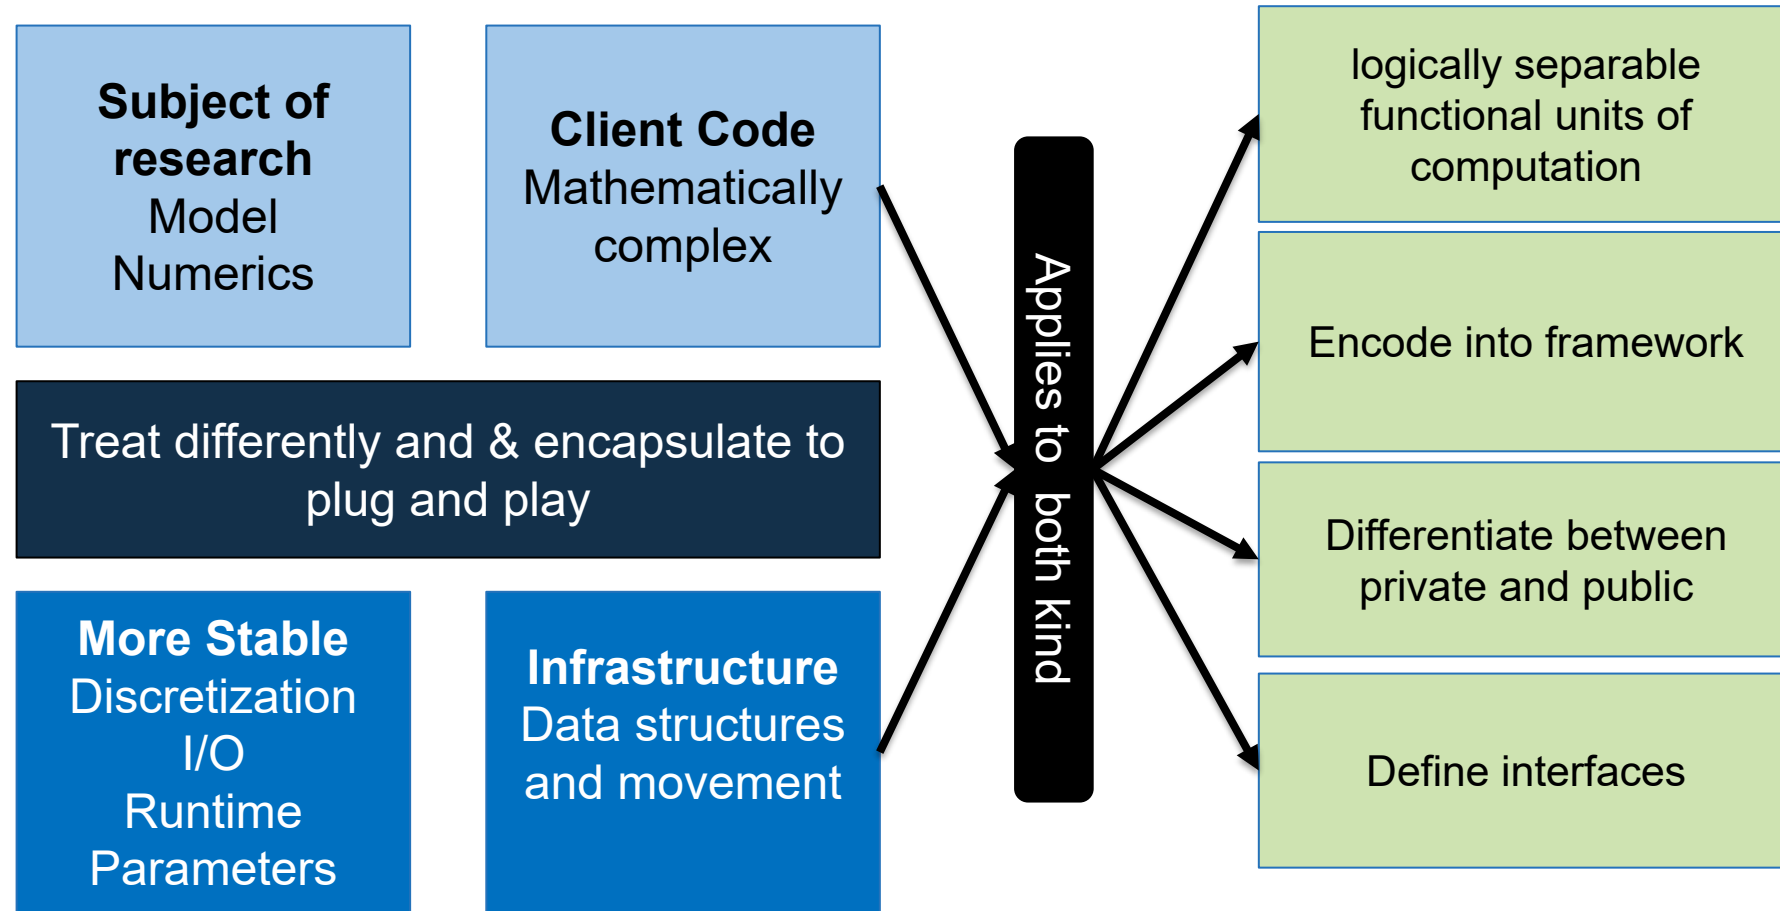 Subject of
research
Model
Numerics
Client Code
Mathematically
complex
Treat differently and & encapsulate to
plug and play
More Stable
Discretization
I/O
Runtime
Parameters
Infrastructure
Data structures
and movement
Applies to both kind
logically separable
functional units of
computation
Encode into framework
Differentiate between
private and public
Define interfaces